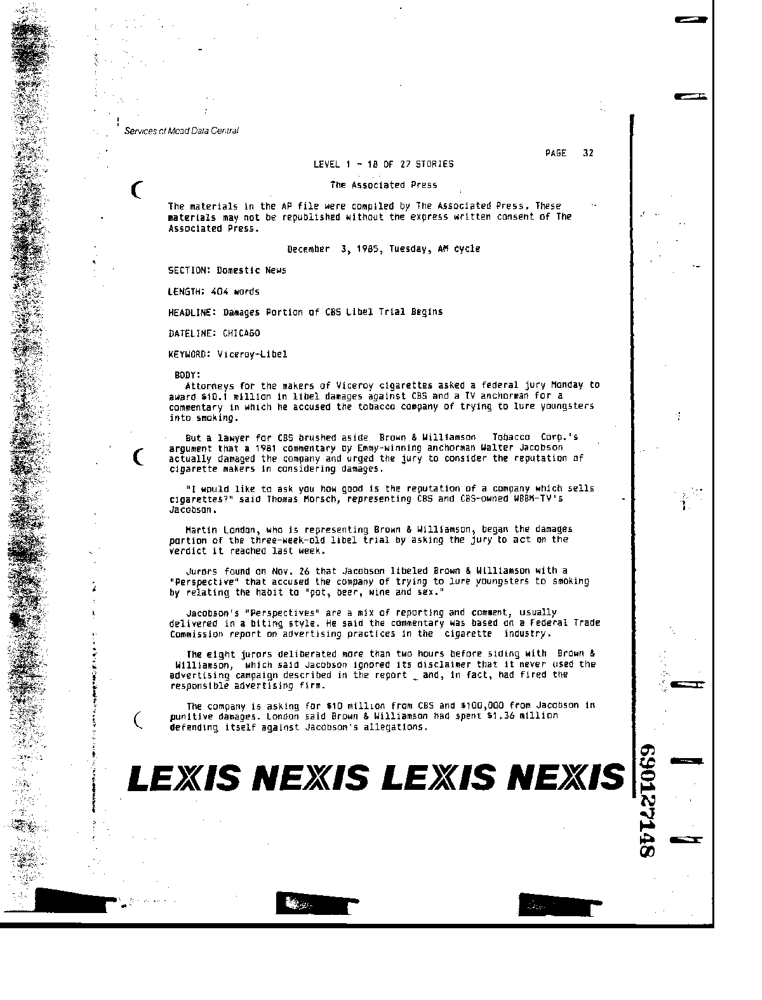 Services of Mead Data Central
PAGE 32
LEVEL 1 - 18 OF 27 STORIES
The Associated Press
The materials in the AP file were compiled by The Associated Press. These
materials may not be republished without the express written consent of The
Associated Press.
December 3, 1985, Tuesday, AM cycle
SECTION: Domestic News
LENGTH: 404 words
HEADLINE: Damages Portion of CBS Libel Trial Begins
DATELINE: CHICAGO
KEYWORD: Viceroy-Libel
BODY:
Attorneys for the makers of Viceroy cigarettes asked a federal jury Monday to
award $10.1 million in libel damages against CBS and a TV anchorman for a
commentary in which he accused the tobacco company of trying to lure youngsters
into smoking.
But a lawyer for CBS brushed aside Brown & Williamson Tobacco Corp.'s
argument that a 1981 commentary by Emmy-winning anchorman Walter Jacobson
actually damaged the company and urged the jury to consider the reputation of
cigarette makers in considering damages.
"I would like to ask you how good is the reputation of a company which sells
cigarettes?" said Thomas Morsch, representing CBS and CBS-owned WBBM-TV's
Jacobson.
Martin London, who is representing Brown & Williamson, began the damages
portion of the three-week-old libel trial by asking the jury to act on the
verdict it reached last week.
Jurors found on Nov. 26 that Jacobson libeled Brown & Williamson with a
"Perspective" that accused the company of trying to lure youngsters to smoking
by relating the habit to "pot, beer, wine and sex."
Jacobson's "Perspectives" are a mix of reporting and comment, usually
delivered in a biting style. He said the commentary was based on a Federal Trade
Commission report on advertising practices in the cigarette industry.
The eight jurors deliberated more than two hours before siding with Brown &
Williamson, which said Jacobson ignored its disclaimer that it never used the
advertising campaign described in the report _ and, in fact, had fired the
responsible advertising firm.
The company is asking for $10 million from CBS and $100,000 from Jacobson in
punitive damages. London said Brown & Williamson had spent $1.36 million
defending itself against Jacobson's allegations.
LEXIS NEXIS LEXIS NEXIS
690127148